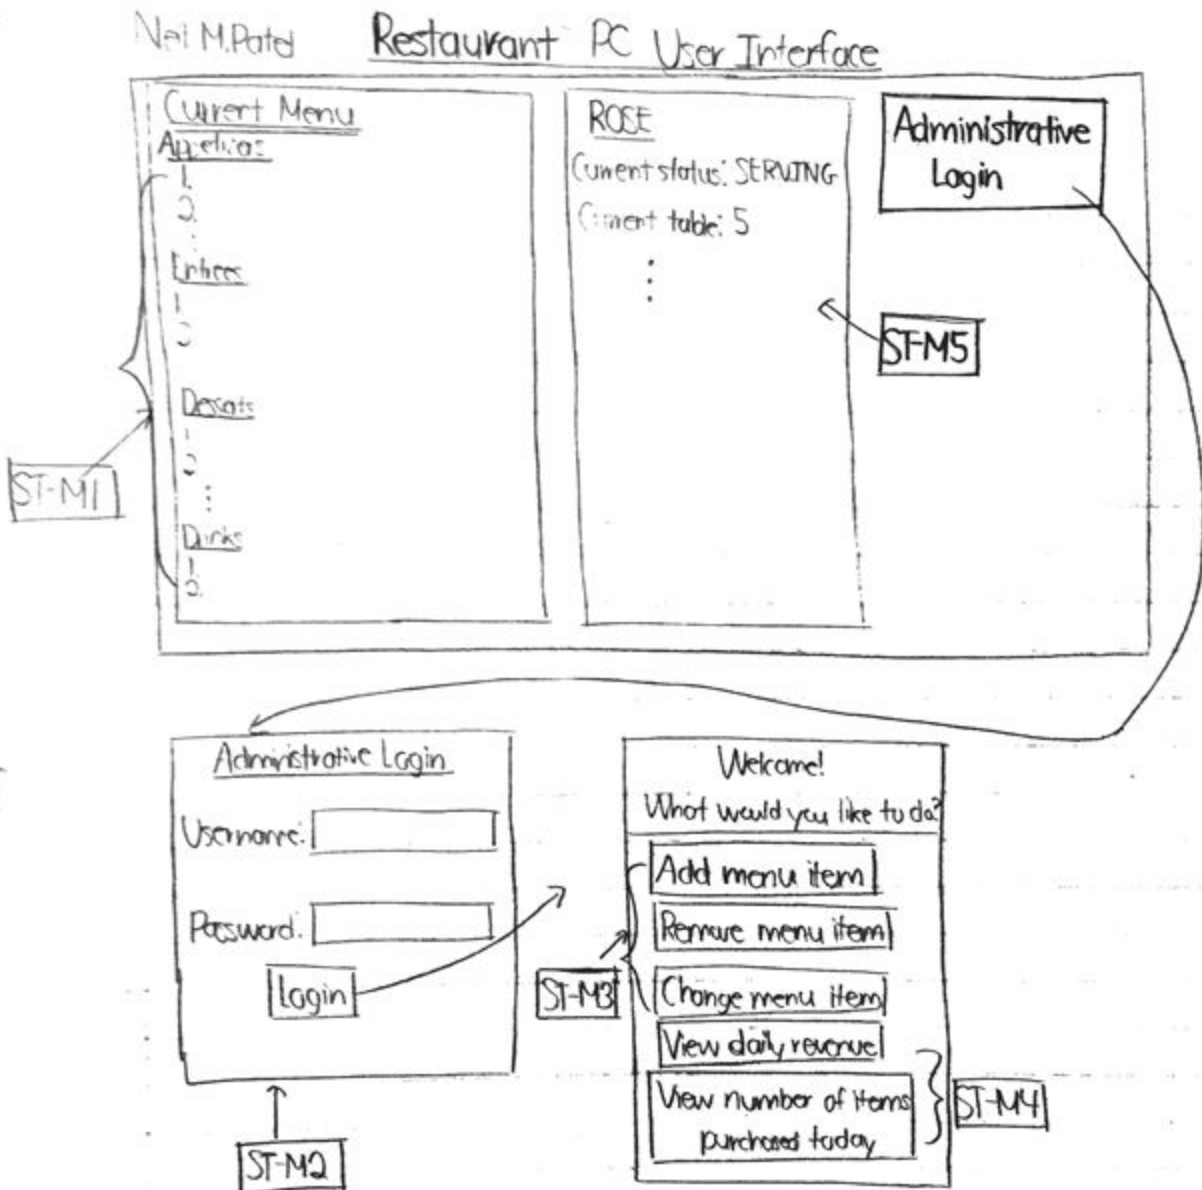 Neil M.Patel Restaurant PC User Interface
Current Menu
Appetizers
1.
2.
Entrees
1
2
Desserts
1
2
Drinks
1
2.
ROSE
Current status: SERVING
Current table: 5
Administrative
Login
ST-M5
ST-M1
Administrative Login
Username:
Password:
Login
ST-M2
Welcome!
What would you like to do?
Add menu item
Remove menu item
Change menu item
View daily revenue
View number of items
purchased today
ST-M3
ST-M4